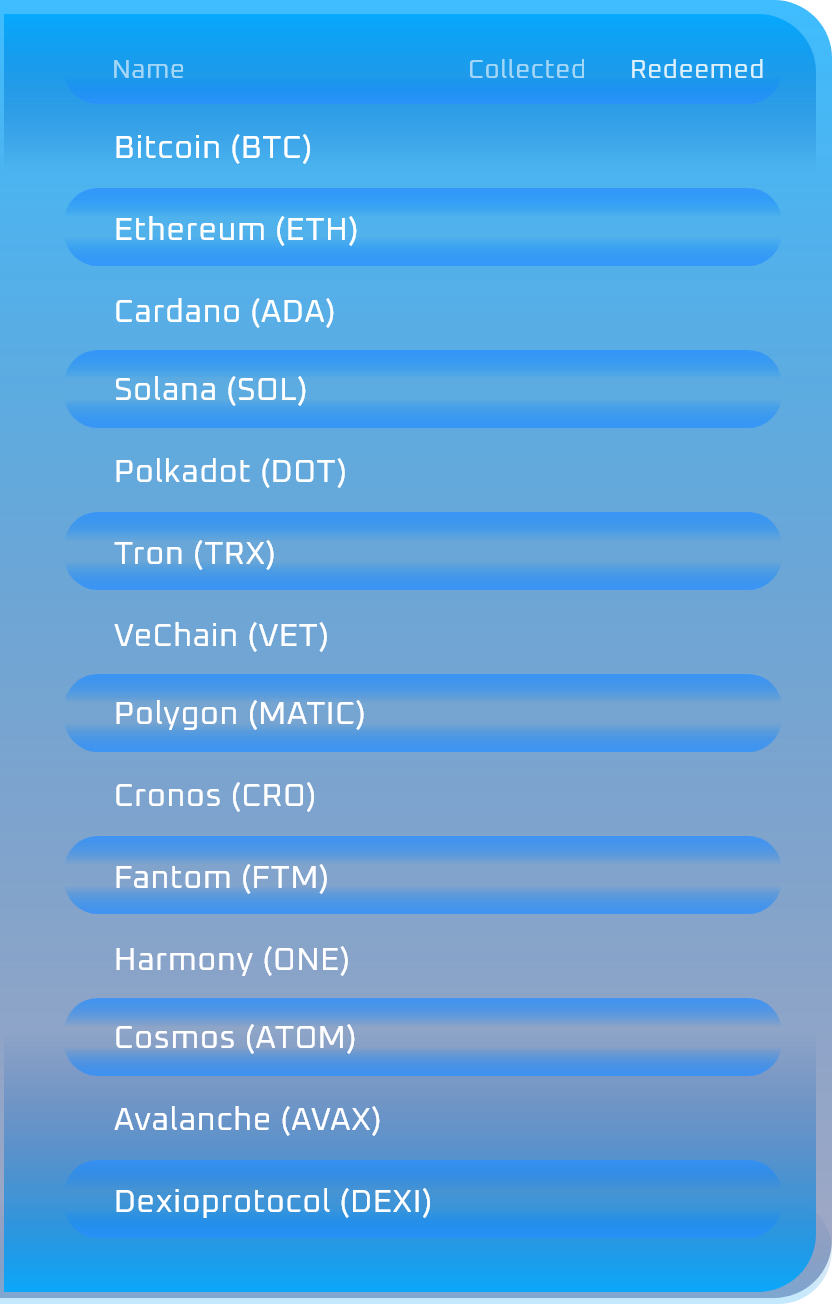 Name Collected Redeemed
Bitcoin (BTC)
Ethereum (ETH)
Cardano (ADA)
Solana (SOL)
Polkadot (DOT)
Tron (TRX)
VeChain (VET)
Polygon (MATIC)
Cronos (CRO)
Fantom (FTM)
Harmony (ONE)
Cosmos (ATOM)
Avalanche (AVAX)
Dexioprotocol (DEXI)